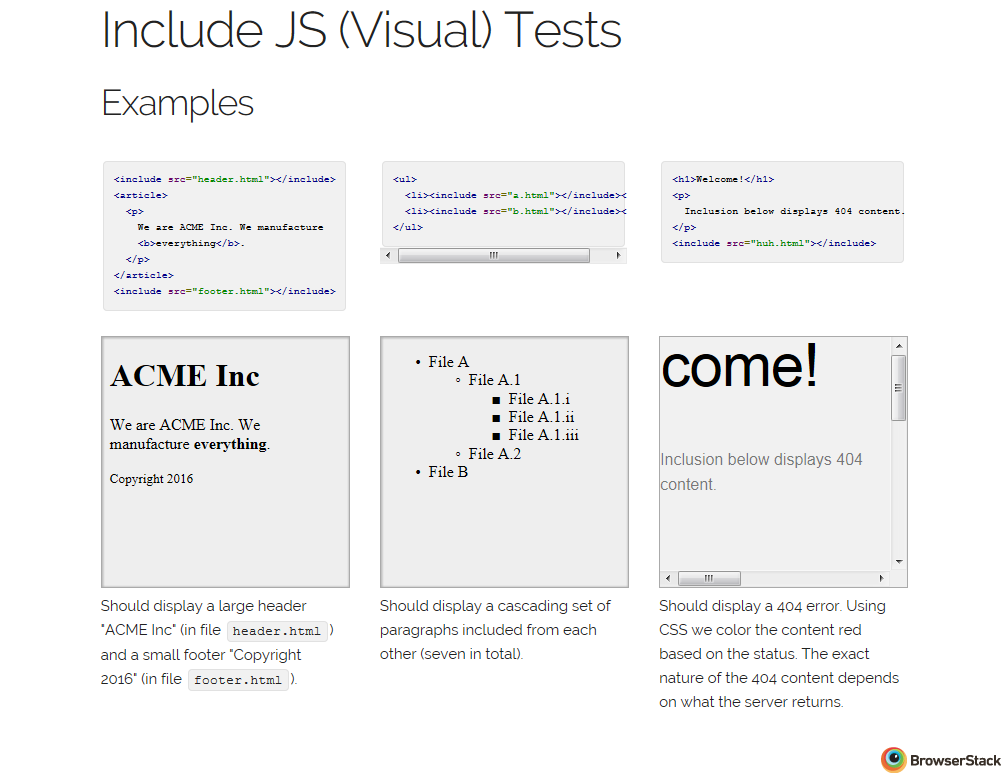 Include JS (Visual) Tests
Examples
<include src="header.html"></include>
<article>
<p>
We are ACME Inc. We manufacture
<b>everything</b>.
</p>
</article>
<include src="footer.html"></include>
<ul>
<li><include src="a.html"></include><
<li><include src="b.html"></include><
</ul>
<h1>Welcome!</h1>
<p>
Inclusion below displays 404 content.
</p>
<include src="huh.html"></include>
ACME Inc
We are ACME Inc. We
manufacture everything.
Copyright 2016
• File A
◦ File A.1
▪ File A.1.i
▪ File A.1.ii
▪ File A.1.iii
◦ File A.2
• File B
come!
Inclusion below displays 404
content.
Should display a large header
"ACME Inc" (in file header.html )
and a small footer "Copyright
2016" (in file footer.html ).
Should display a cascading set of
paragraphs included from each
other (seven in total).
Should display a 404 error. Using
CSS we color the content red
based on the status. The exact
nature of the 404 content depends
on what the server returns.
BrowserStack